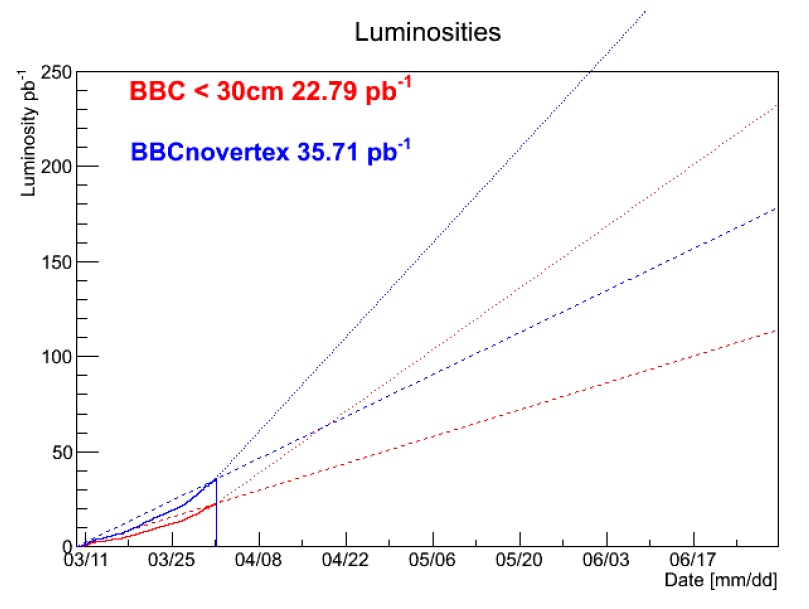 Luminosities
Luminosity pb⁻¹
250
200
150
100
50
0
BBC < 30cm 22.79 pb⁻¹
BBCnovertex 35.71 pb⁻¹
03/11 03/25 04/08 04/22 05/06 05/20 06/03 06/17
Date [mm/dd]